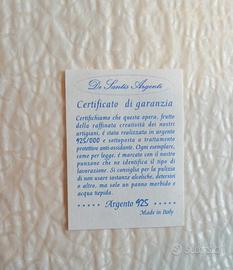 De Santis Argenti
Certificato di garanzia
Certifichiamo che questa opera, frutto
della raffinata creatività dei nostri
artigiani, è stata realizzata in argento
925/000 e sottoposta a trattamento
protettivo anti-ossidante. Ogni esemplare,
come per legge, è marcato con il nostro
punzone che ne identifica il tipo di
lavorazione. Si consiglia per la pulizia
di non usare sostanze alcoliche, detersivi
o altro, ma solo un panno morbido e
acqua tiepida.
Argento 925
Made in Italy
subito